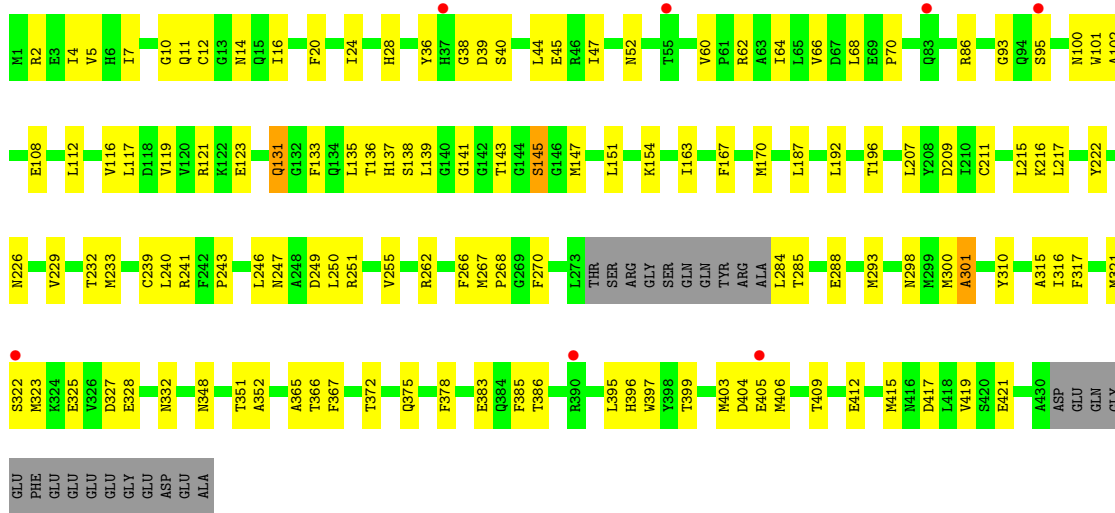 M1 R2 E3 I4 V5 H6 I7 G10 Q11 C12 G13 N14 Q15 I16 F20 I24 H28 Y36 H37 G38 D39 S40 L44 E45 R46 I47 N52 T55 V60 P61 R62 A63 I64 L65 V66 D67 L68 E69 P70 Q83 R86 G93 Q94 S95 N100 W101 A102
E108 L112 V116 L117 D118 V119 V120 R121 K122 E123 Q131 G132 F133 Q134 L135 T136 H137 S138 L139 G140 G141 G142 T143 G144 S145 G146 M147 L151 K154 I163 F167 M170 L187 L192 T196 L207 Y208 D209 I210 C211 L215 K216 L217 Y222
N226 V229 T232 M233 C239 L240 R241 F242 P243 L246 N247 A248 D249 L250 R251 V255 R262 F266 M267 P268 G269 F270 L273 THR SER ARG GLY SER GLN GLN TYR ARG ALA L284 T285 E288 M293 N298 M299 M300 A301 Y310 A315 I316 F317 M321
S322 M323 K324 E325 V326 D327 E328 N332 N348 T351 A352 A365 T366 F367 T372 Q375 F378 E383 Q384 F385 T386 R390 L395 H396 W397 Y398 T399 M403 D404 E405 M406 T409 E412 M415 N416 D417 L418 V419 S420 E421 A430 ASP GLU GLN GLY
GLU PHE GLU GLU GLU GLU GLY GLU ASP GLU ALA